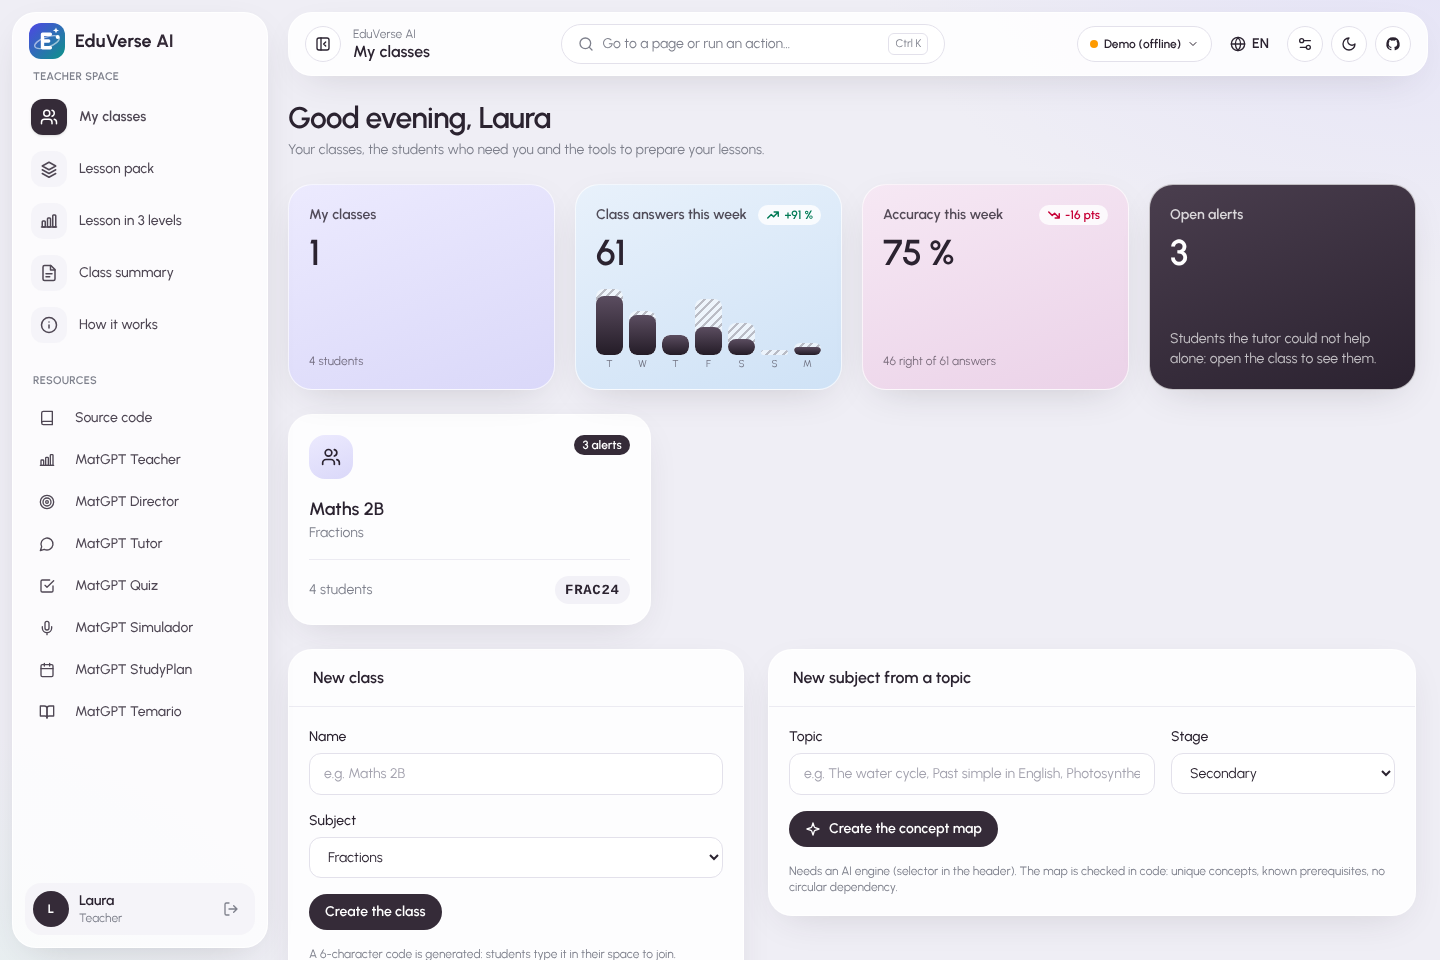 EduVerse AI
TEACHER SPACE
My classes
Lesson pack
Lesson in 3 levels
Class summary
How it works
RESOURCES
Source code
MatGPT Teacher
MatGPT Director
MatGPT Tutor
MatGPT Quiz
MatGPT Simulador
MatGPT StudyPlan
MatGPT Temario
L
Laura
Teacher
EduVerse AI
My classes
Go to a page or run an action...
Ctrl K
Demo (offline)
EN
Good evening, Laura
Your classes, the students who need you and the tools to prepare your lessons.
My classes
1
4 students
Class answers this week
+91 %
61
T W T F S S M
Accuracy this week
-16 pts
75 %
46 right of 61 answers
Open alerts
3
Students the tutor could not help
alone: open the class to see them.
3 alerts
Maths 2B
Fractions
4 students
FRAC24
New class
Name
e.g. Maths 2B
Subject
Fractions
Create the class
A 6-character code is generated: students type it in their space to join.
New subject from a topic
Topic
Stage
e.g. The water cycle, Past simple in English, Photosynthe
Secondary
Create the concept map
Needs an AI engine (selector in the header). The map is checked in code: unique concepts, known prerequisites, no
circular dependency.